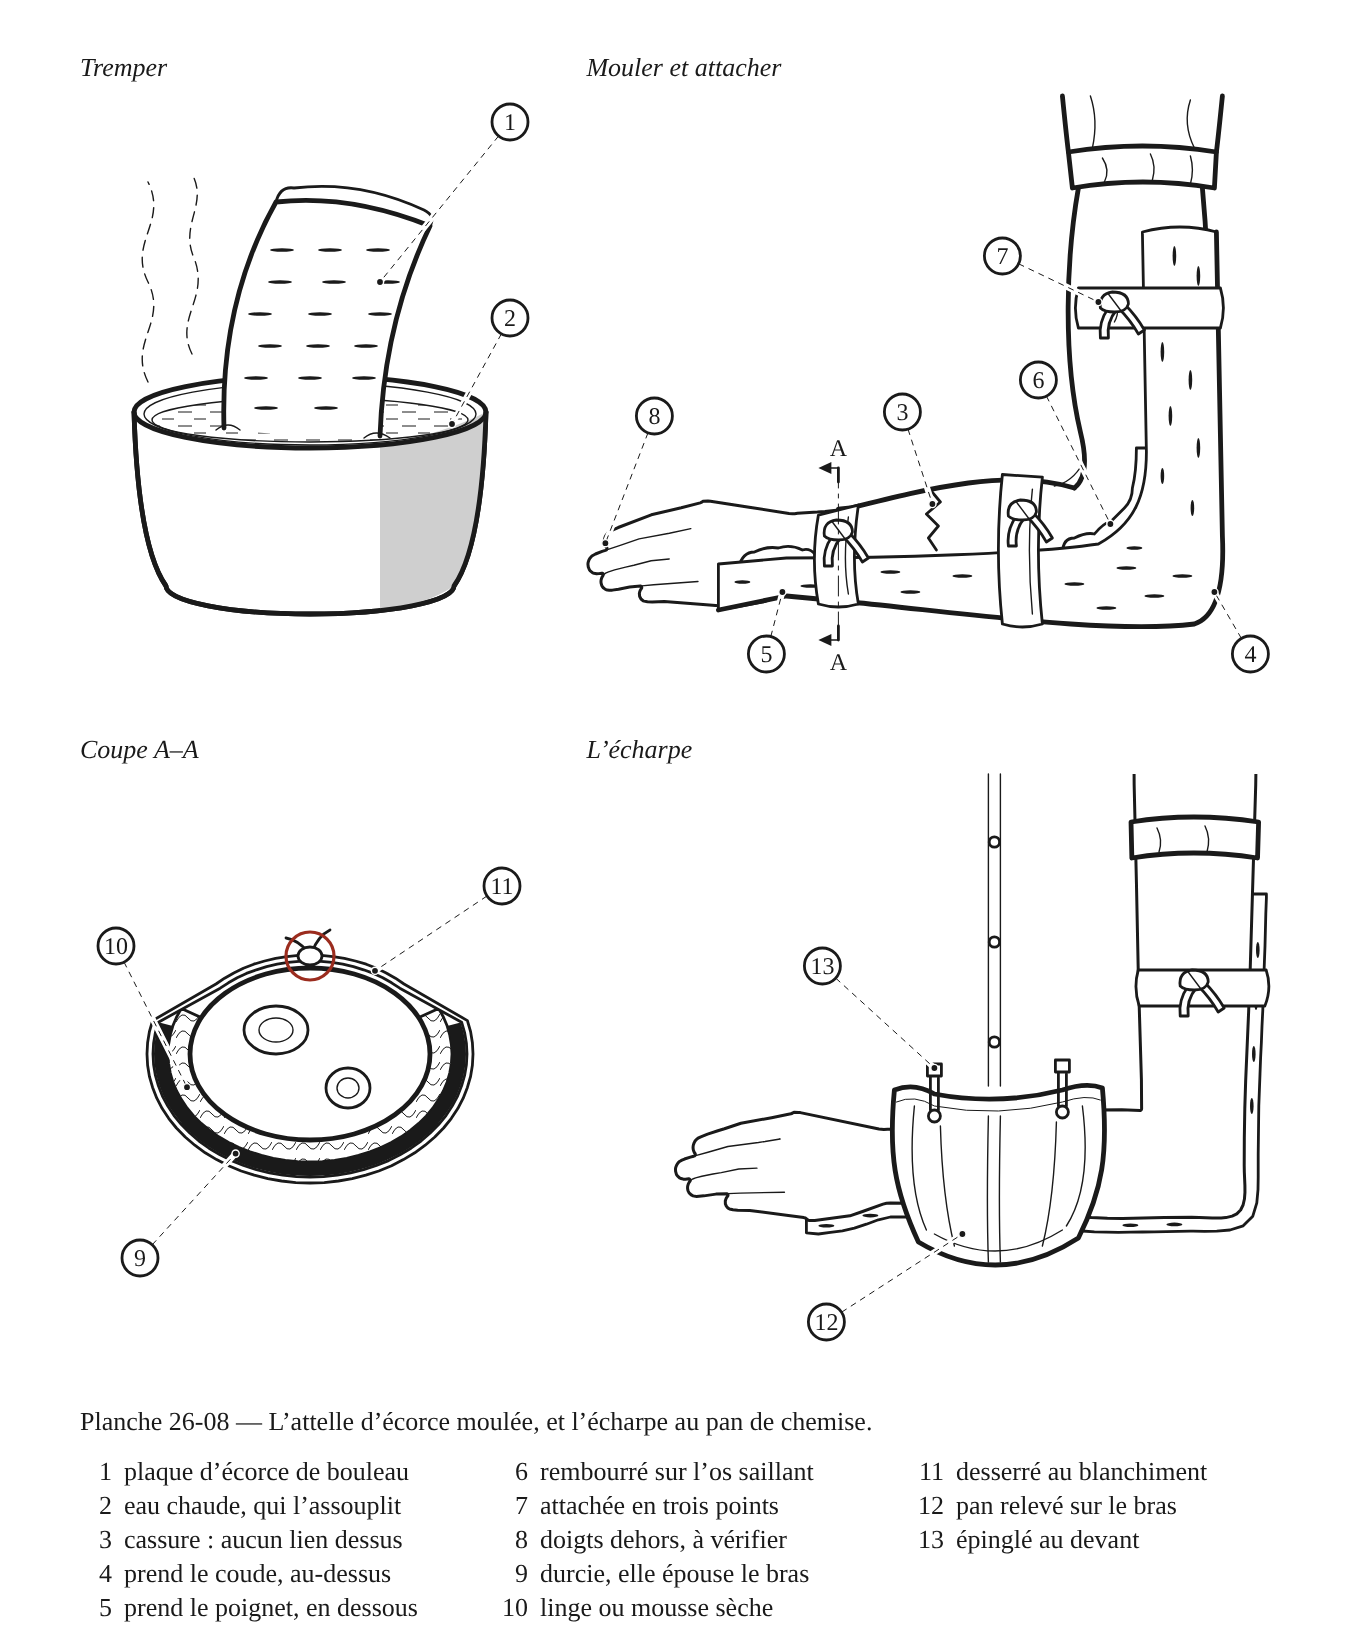 Tremper
Mouler et attacher
1
7
2
6
8
3
A
5
A
4
Coupe A–A
L’écharpe
11
10
13
9
12
Planche 26-08 — L’attelle d’écorce moulée, et l’écharpe au pan de chemise.
1 plaque d’écorce de bouleau
2 eau chaude, qui l’assouplit
3 cassure : aucun lien dessus
4 prend le coude, au-dessus
5 prend le poignet, en dessous
6 rembourré sur l’os saillant
7 attachée en trois points
8 doigts dehors, à vérifier
9 durcie, elle épouse le bras
10 linge ou mousse sèche
11 desserré au blanchiment
12 pan relevé sur le bras
13 épinglé au devant